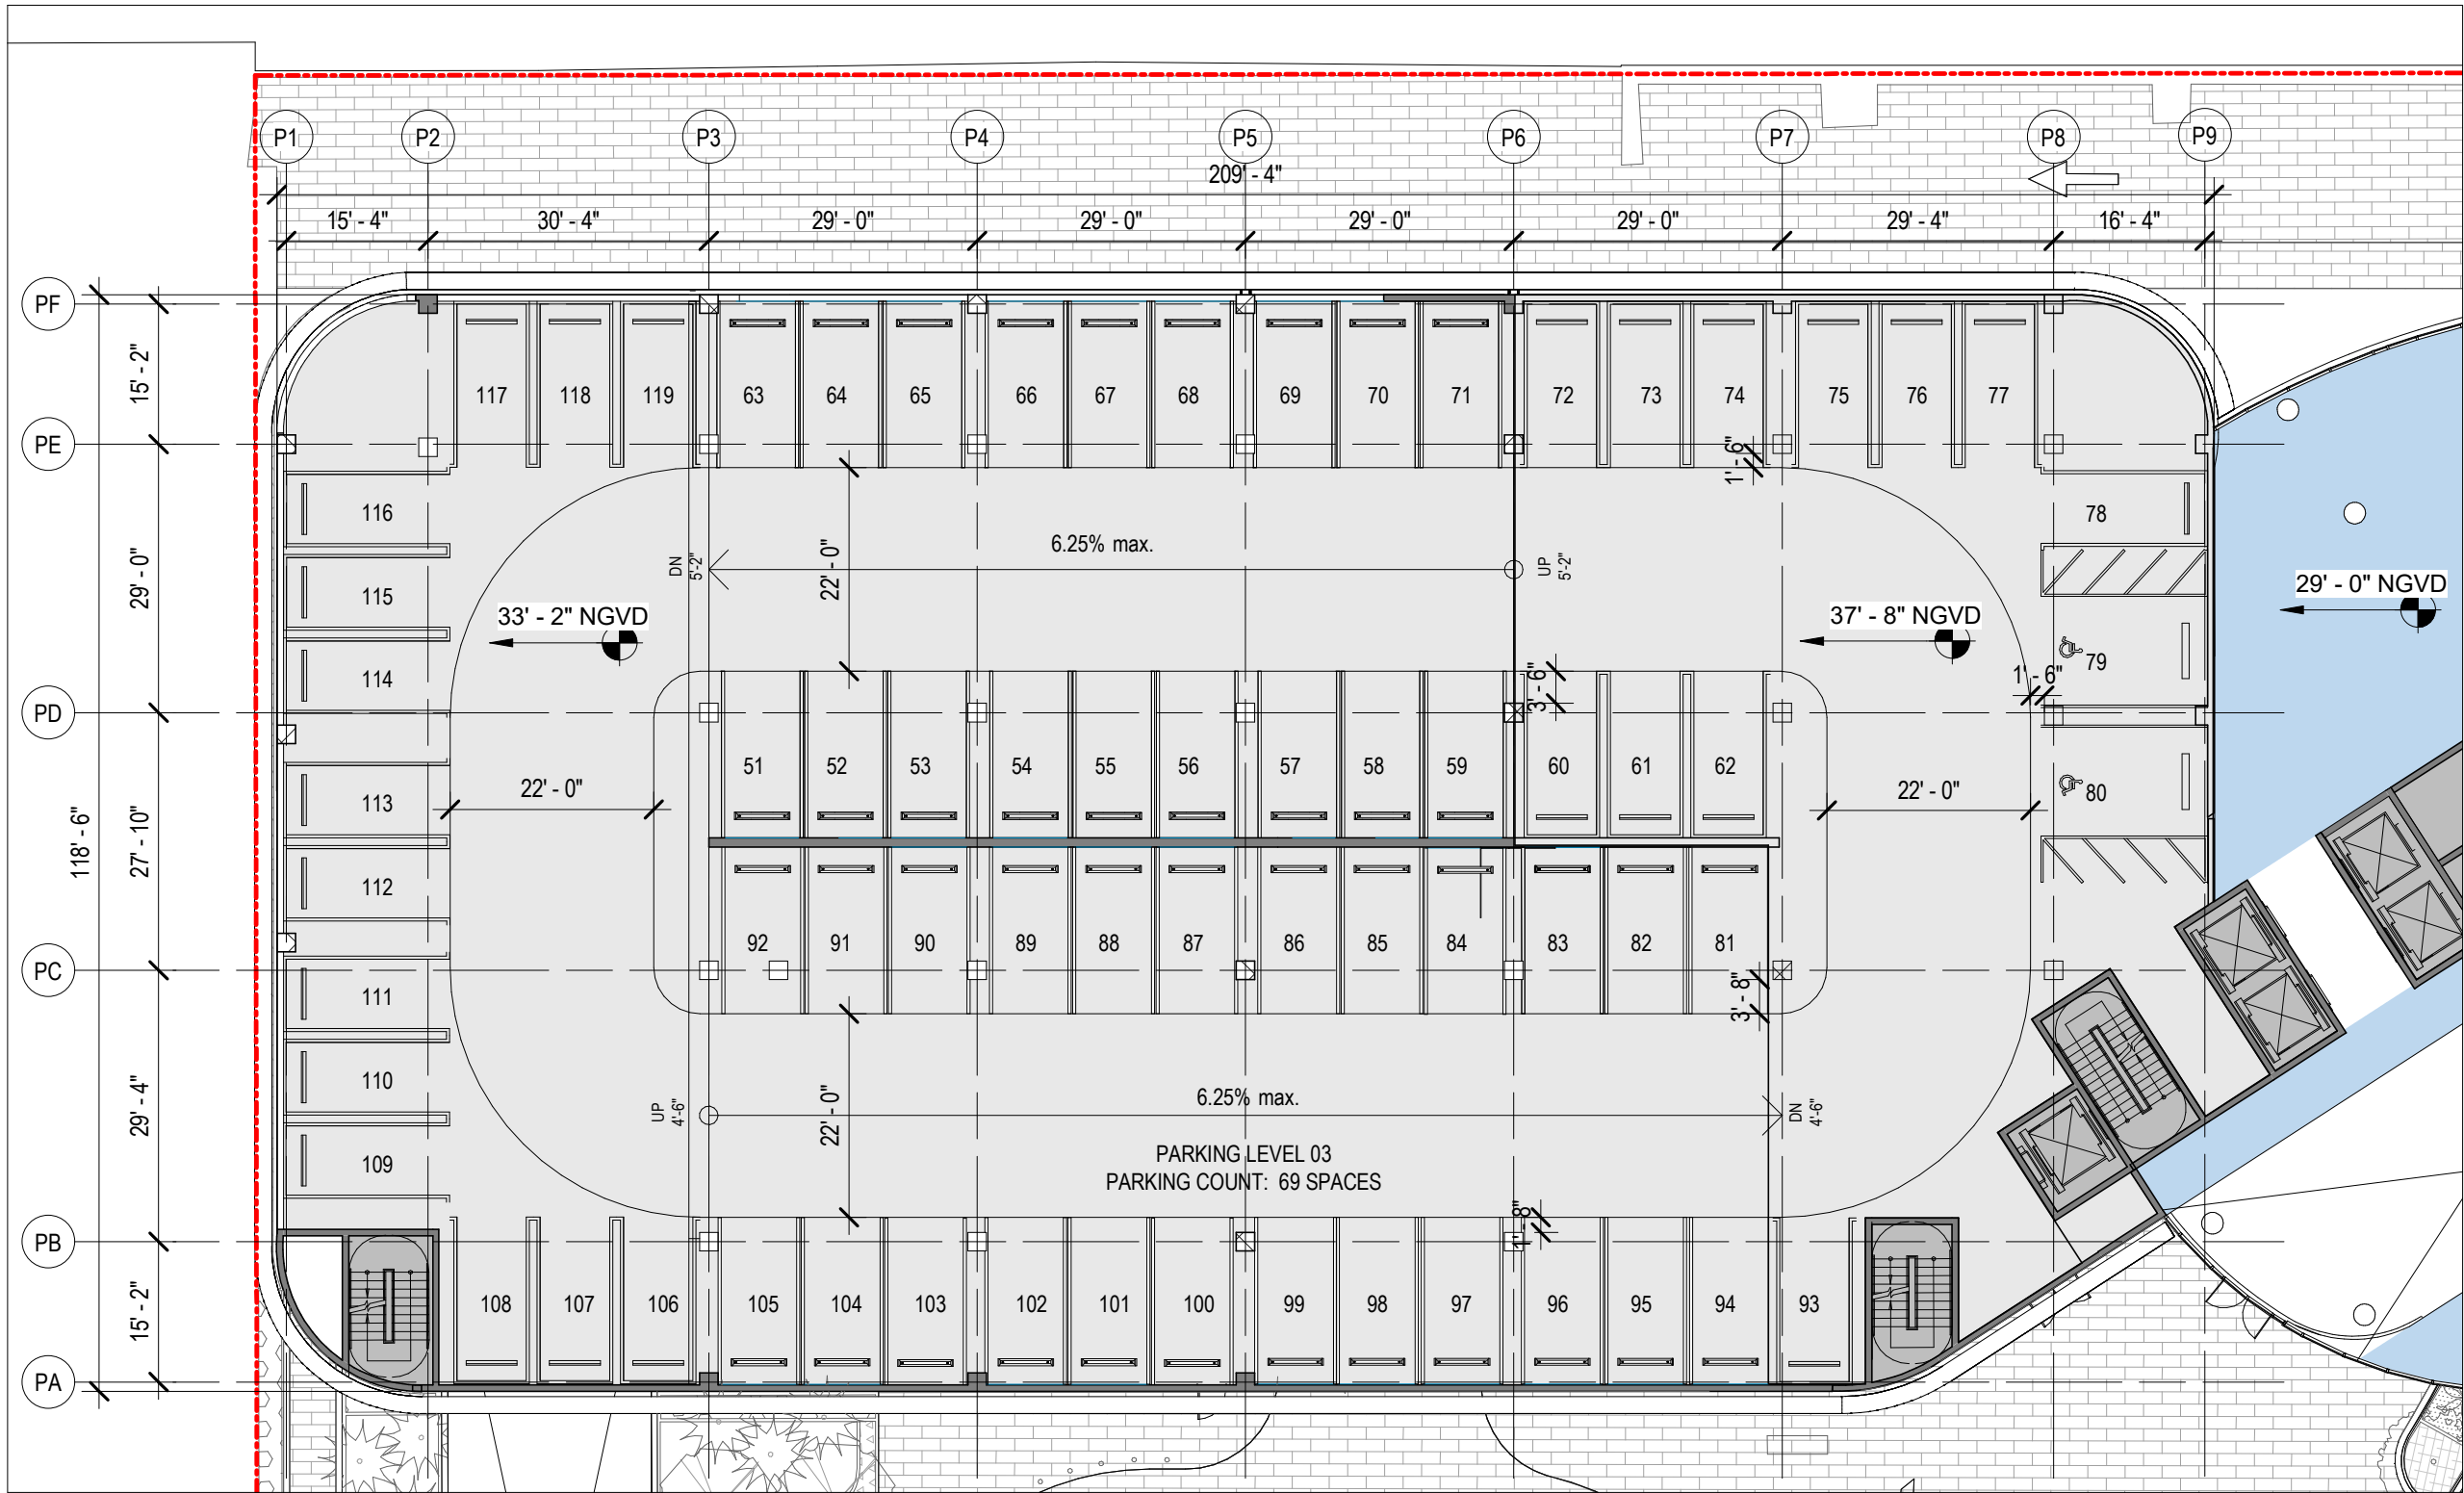 P1 P2 P3 P4 P5 P6 P7 P8 P9
209' - 4"
15' - 4" 30' - 4" 29' - 0" 29' - 0" 29' - 0" 29' - 0" 29' - 4" 16' - 4"
PF
15' - 2"
117 118 119 63 64 65 66 67 68 69 70 71 72 73 74 75 76 77
PE
1' - 6"
116
78
29' - 0"
DN
5'-2"
22' - 0"
6.25% max.
UP
5'-2"
115
33' - 2" NGVD
37' - 8" NGVD
29' - 0" NGVD
114
79
1' - 6"
3' - 6"
PD
51 52 53 54 55 56 57 58 59 60 61 62
113
22' - 0"
22' - 0"
80
118' - 6"
27' - 10"
112
92 91 90 89 88 87 86 85 84 83 82 81
PC
111
3' - 8"
110
29' - 4"
UP
4'-6"
22' - 0"
6.25% max.
DN
4'-6"
109
PARKING LEVEL 03
PARKING COUNT: 69 SPACES
1' - 8"
PB
15' - 2"
108 107 106 105 104 103 102 101 100 99 98 97 96 95 94 93
PA